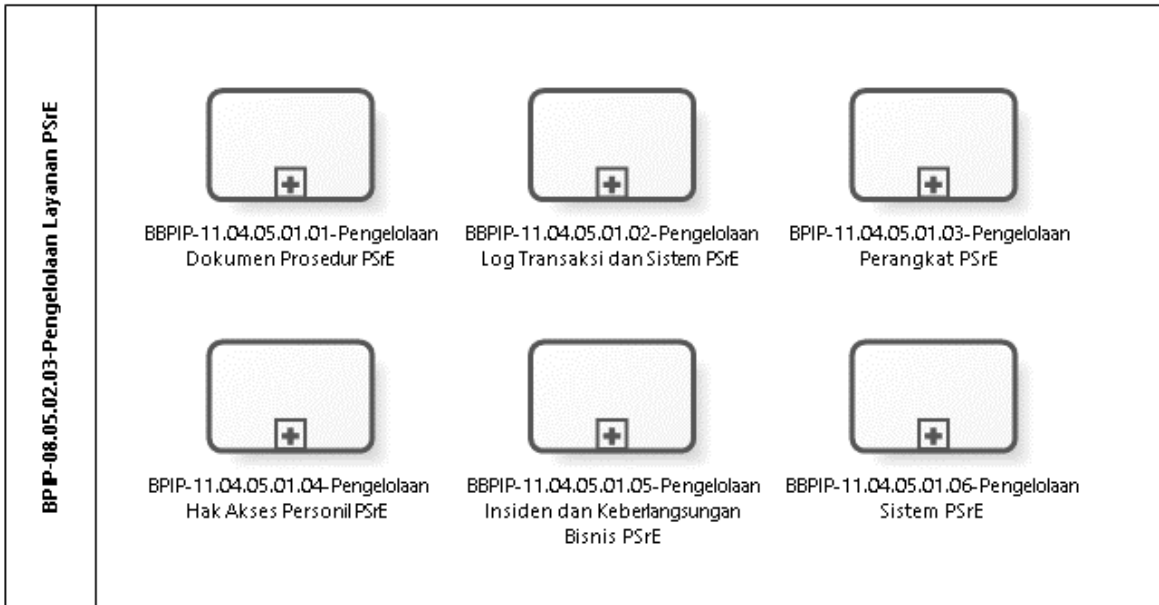 BPIP-08.05.02.03-Pengelolaan Layanan PSrE
BBPIP-11.04.05.01.01-Pengelolaan
Dokumen Prosedur PSrE
BBPIP-11.04.05.01.02-Pengelolaan
Log Transaksi dan Sistem PSrE
BPIP-11.04.05.01.03-Pengelolaan
Perangkat PSrE
BPIP-11.04.05.01.04-Pengelolaan
Hak Akses Personil PSrE
BBPIP-11.04.05.01.05-Pengelolaan
Insiden dan Keberlangsungan
Bisnis PSrE
BBPIP-11.04.05.01.06-Pengelolaan
Sistem PSrE